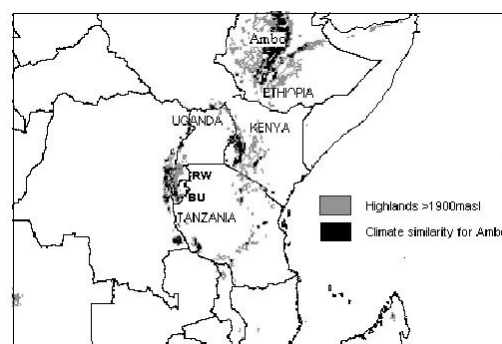 Ambo
ETHIOPIA
UGANDA
KENYA
RW
BU
TANZANIA
Highlands >1900masl
Climate similarity for Ambo